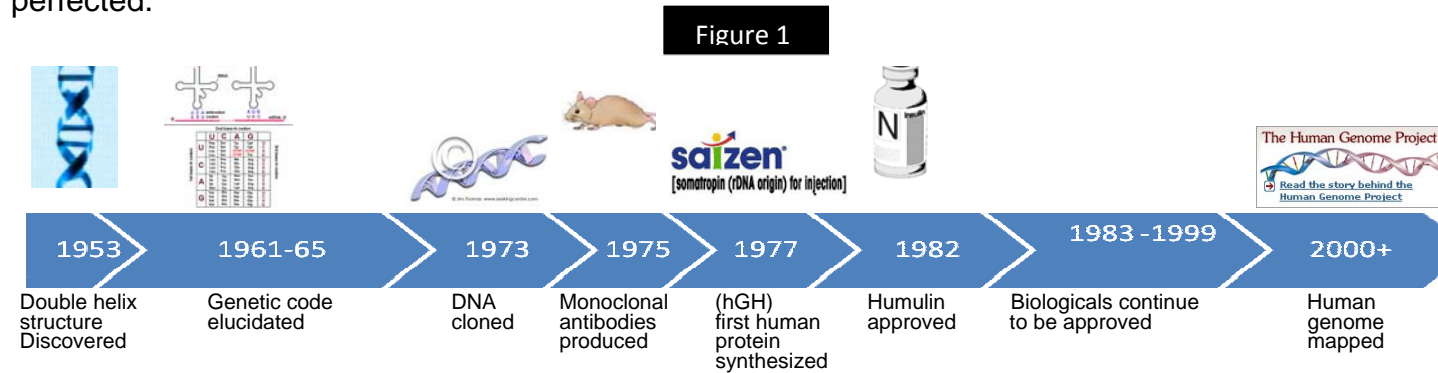 perfected.
Figure 1
U C A G
U
C
A
G
saizen®
[somatropin (rDNA origin) for injection]
N
Insulin
The Human Genome Project
Read the story behind the
Human Genome Project
1953
1961-65
1973
1975
1977
1982
1983 -1999
2000+
Double helix
structure
Discovered
Genetic code
elucidated
DNA
cloned
Monoclonal
antibodies
produced
(hGH)
first human
protein
synthesized
Humulin
approved
Biologicals continue
to be approved
Human
genome
mapped